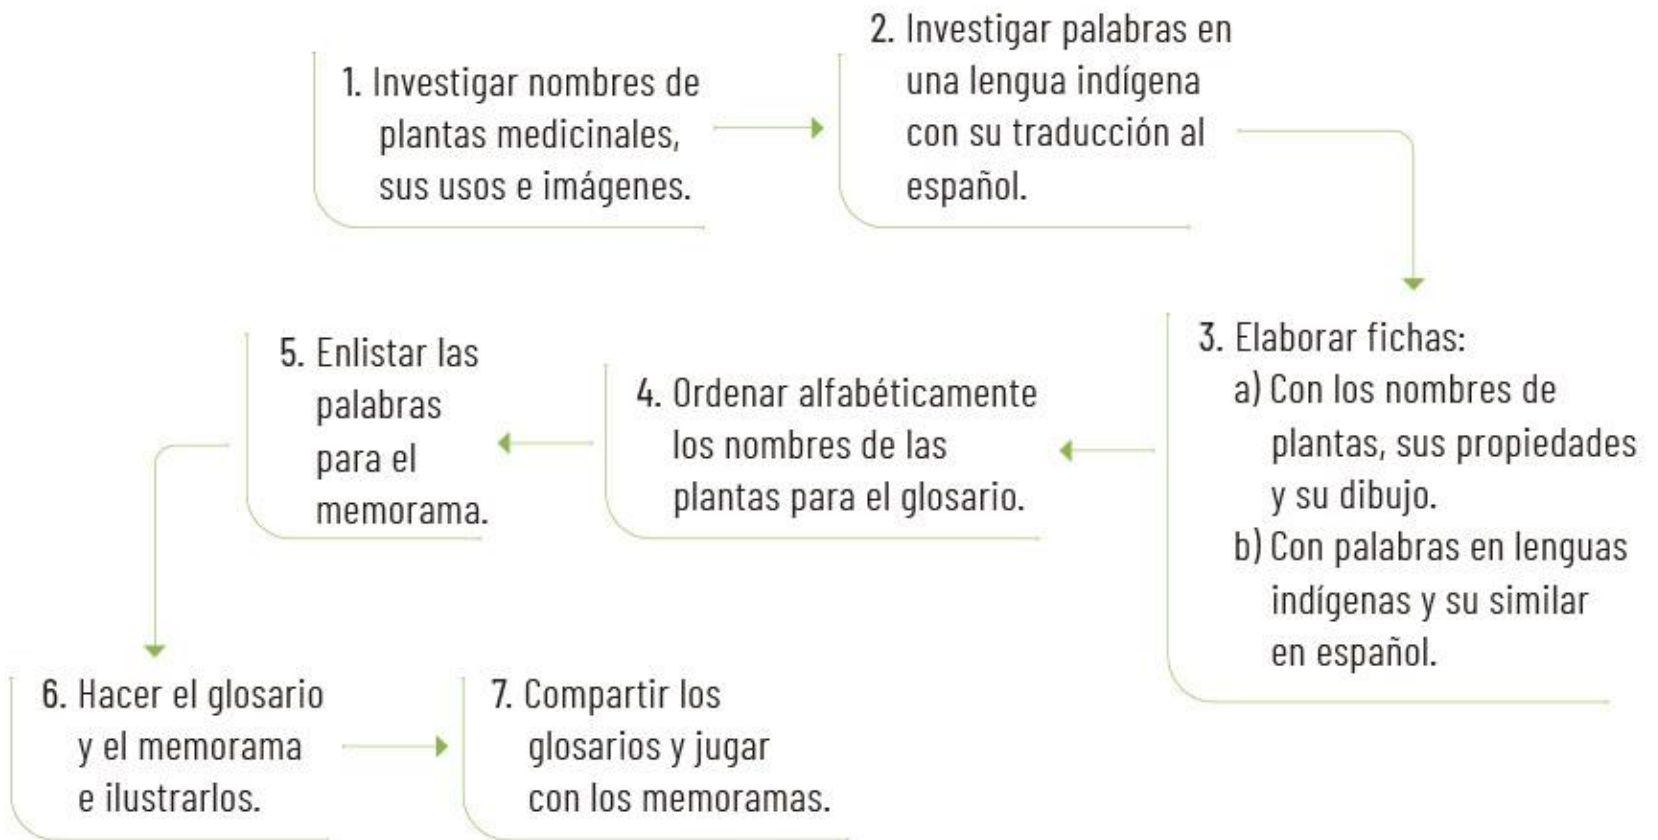 1. Investigar nombres de
plantas medicinales,
sus usos e imágenes.
2. Investigar palabras en
una lengua indígena
con su traducción al
español.
3. Elaborar fichas:
a) Con los nombres de
plantas, sus propiedades
y su dibujo.
b) Con palabras en lenguas
indígenas y su similar
en español.
4. Ordenar alfabéticamente
los nombres de las
plantas para el glosario.
5. Enlistar las
palabras
para el
memorama.
6. Hacer el glosario
y el memorama
e ilustrarlos.
7. Compartir los
glosarios y jugar
con los memoramas.